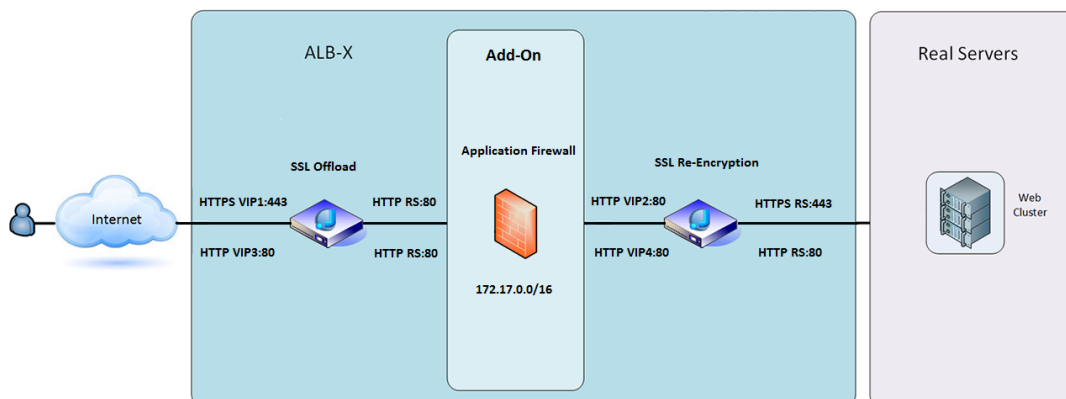 ALB-X
Add-On
Real Servers
Application Firewall
SSL Offload
SSL Re-Encryption
Internet
HTTPS VIP1:443
HTTP RS:80
HTTP VIP2:80
HTTPS RS:443
Web
Cluster
HTTP VIP3:80
HTTP RS:80
HTTP VIP4:80
HTTP RS:80
172.17.0.0/16